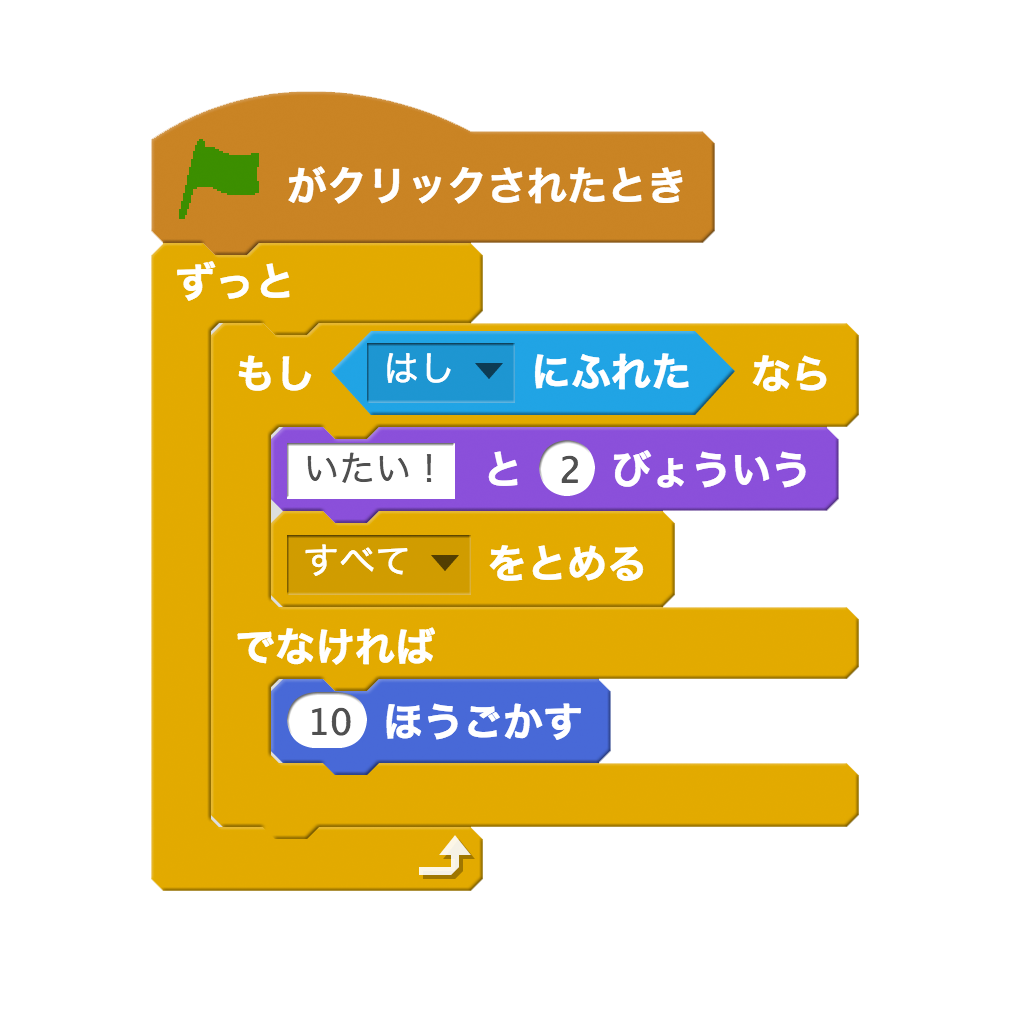 がクリックされたとき
ずっと
もし はし にふれた なら
いたい！ と 2 びょういう
すべて をとめる
でなければ
10 ほうごかす